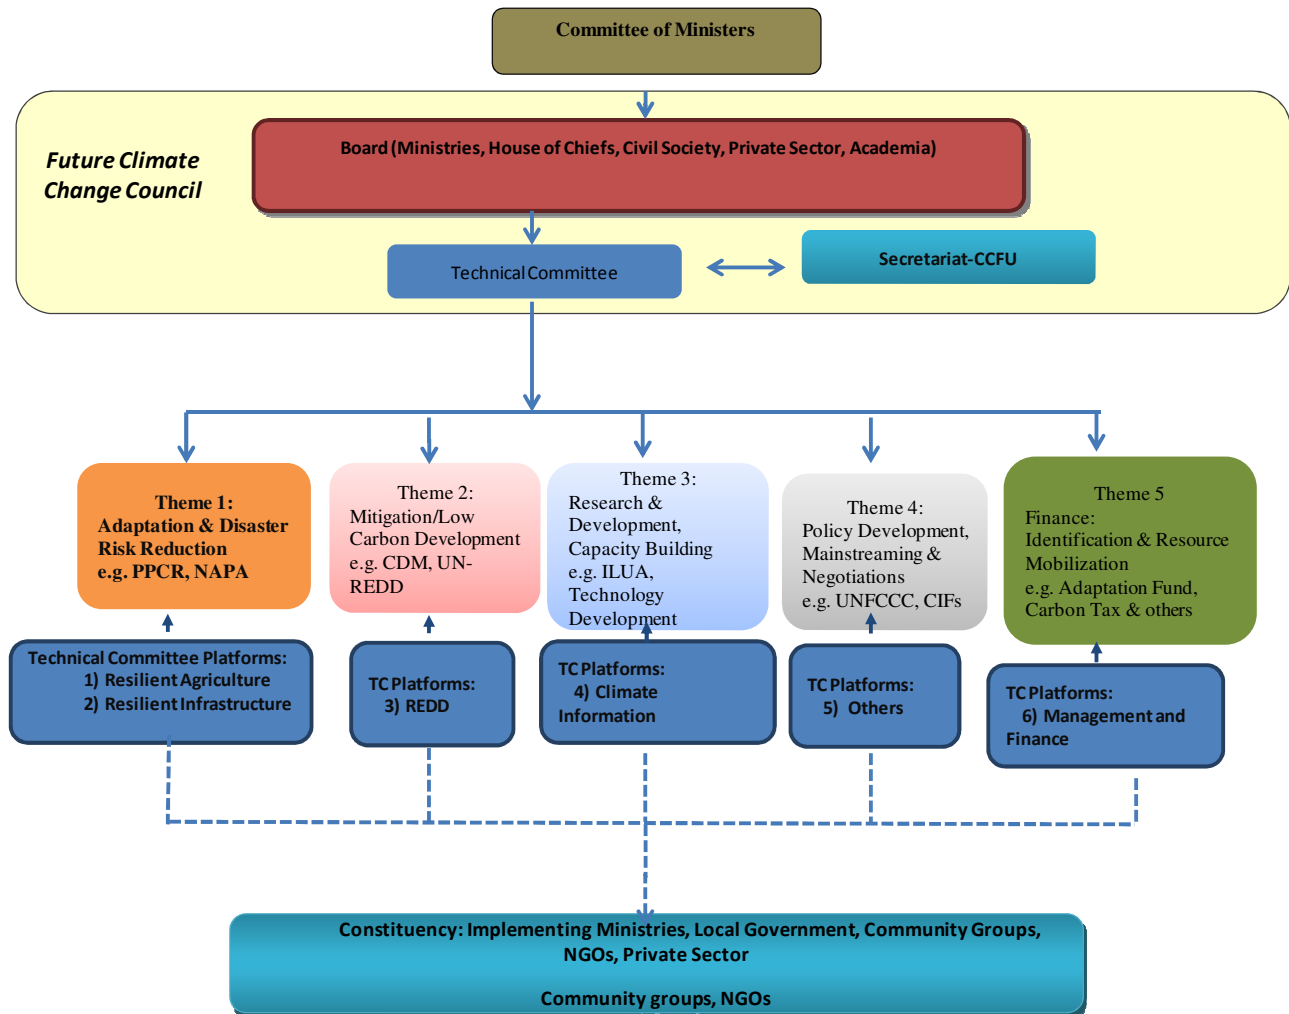 Committee of Ministers
Future Climate
Change Council
Board (Ministries, House of Chiefs, Civil Society, Private Sector, Academia)
Technical Committee
Secretariat-CCFU
Theme 1:
Adaptation & Disaster
Risk Reduction
e.g. PPCR, NAPA
Theme 2:
Mitigation/Low
Carbon Development
e.g. CDM, UN-
REDD
Theme 3:
Research &
Development,
Capacity Building
e.g. ILUA,
Technology
Development
Theme 4:
Policy Development,
Mainstreaming &
Negotiations
e.g. UNFCCC, CIFs
Theme 5
Finance:
Identification & Resource
Mobilization
e.g. Adaptation Fund,
Carbon Tax & others
Technical Committee Platforms:
1) Resilient Agriculture
2) Resilient Infrastructure
TC Platforms:
3) REDD
TC Platforms:
4) Climate
Information
TC Platforms:
5) Others
TC Platforms:
6) Management and
Finance
Constituency: Implementing Ministries, Local Government, Community Groups,
NGOs, Private Sector
Community groups, NGOs